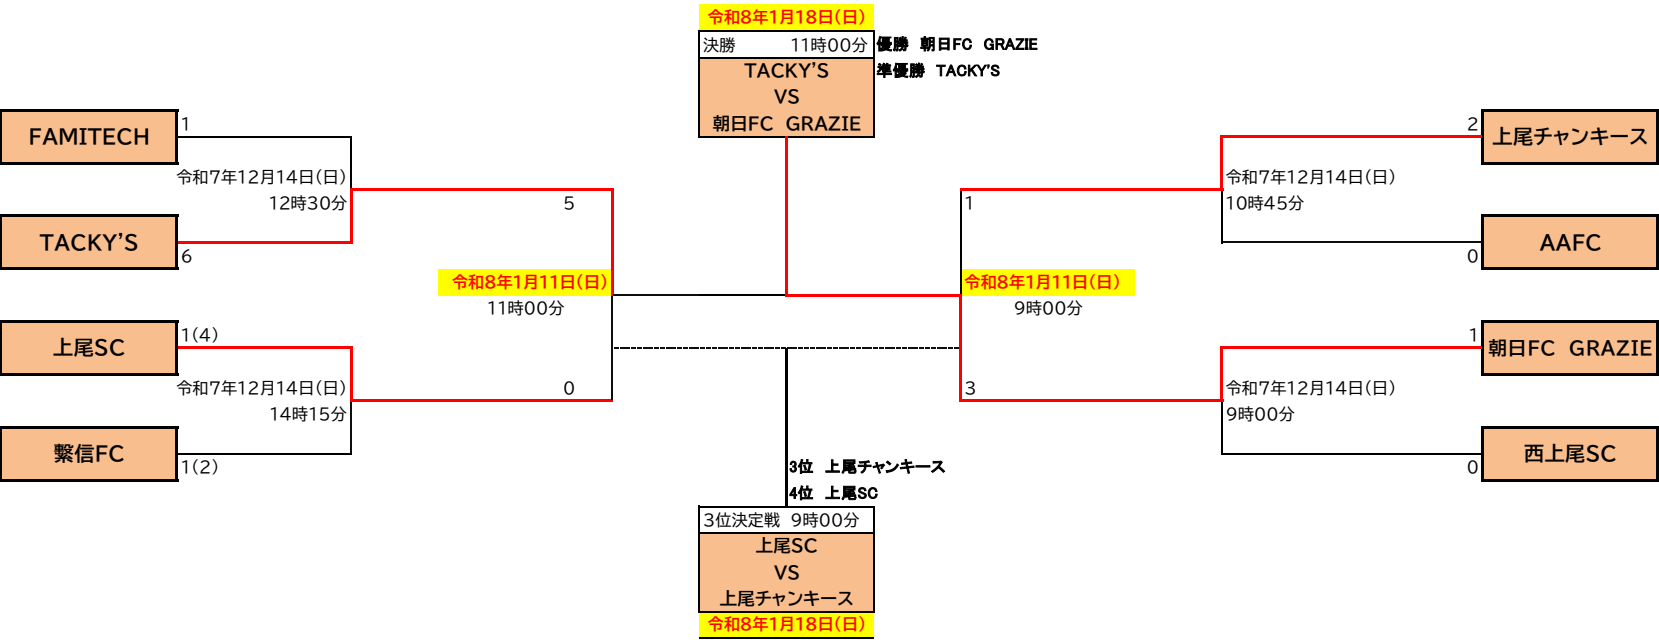 令和8年1月18日(日)
決勝 11時00分
優勝 朝日FC GRAZIE
準優勝 TACKY'S
TACKY'S
VS
朝日FC GRAZIE
FAMITECH
1
令和7年12月14日(日)
12時30分
TACKY'S
6
5
令和8年1月11日(日)
11時00分
上尾SC
1(4)
令和7年12月14日(日)
14時15分
0
繋信FC
1(2)
2
上尾チャンキース
令和7年12月14日(日)
10時45分
1
AAFC
0
令和8年1月11日(日)
9時00分
1
朝日FC GRAZIE
3
令和7年12月14日(日)
9時00分
西上尾SC
0
3位 上尾チャンキース
4位 上尾SC
3位決定戦 9時00分
上尾SC
VS
上尾チャンキース
令和8年1月18日(日)